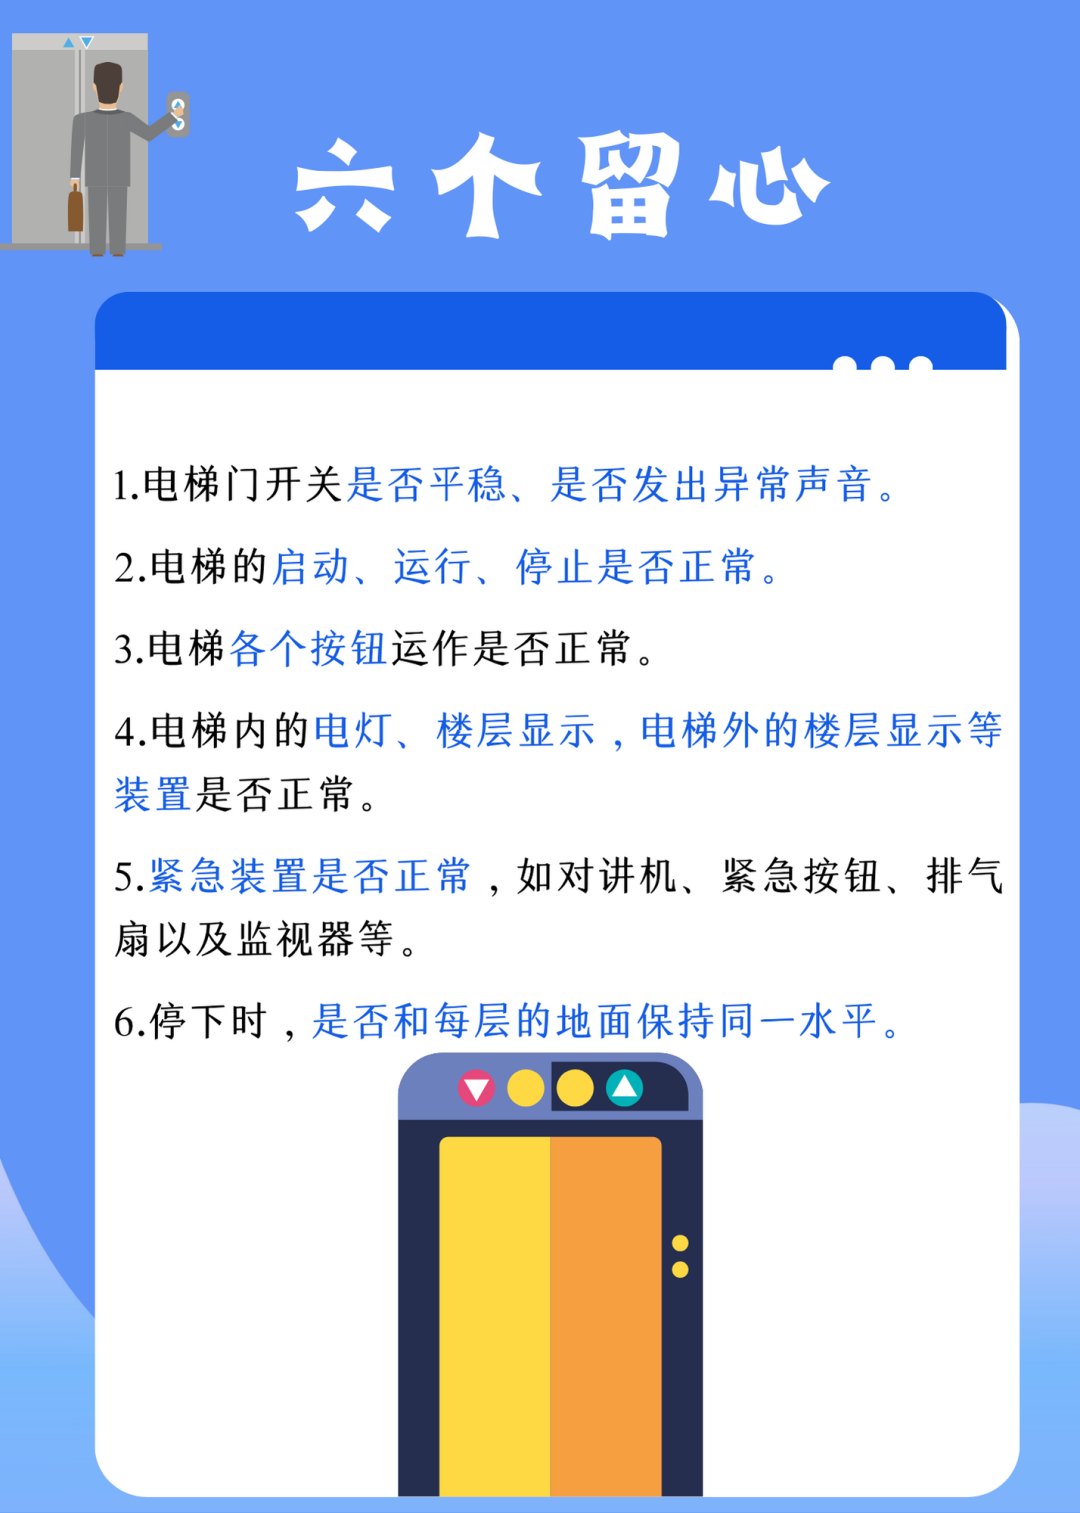 六个留心
1.电梯门开关是否平稳、是否发出异常声音。
2.电梯的启动、运行、停止是否正常。
3.电梯各个按钮运作是否正常。
4.电梯内的电灯、楼层显示,电梯外的楼层显示等
装置是否正常。
5.紧急装置是否正常,如对讲机、紧急按钮、排气
扇以及监视器等。
6.停下时,是否和每层的地面保持同一水平。